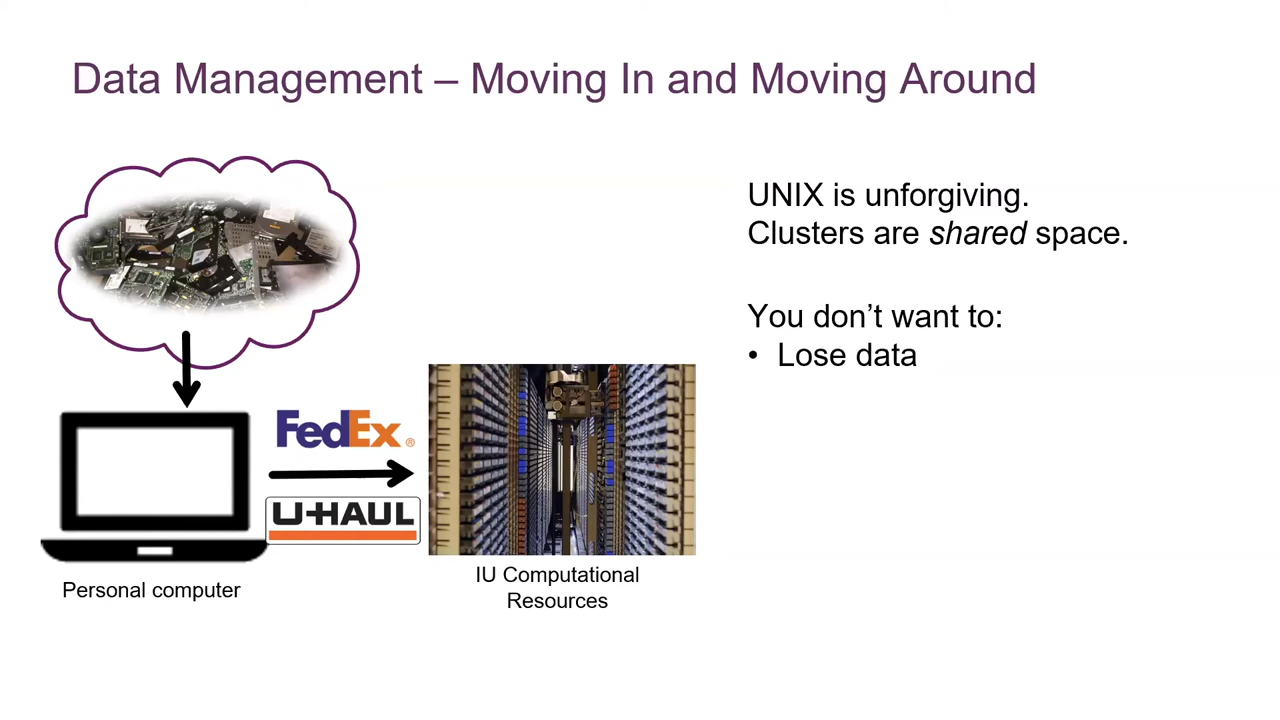 Data Management – Moving In and Moving Around
UNIX is unforgiving.
Clusters are shared space.
You don’t want to:
• Lose data
FedEx®
U-HAUL
Personal computer
IU Computational
Resources